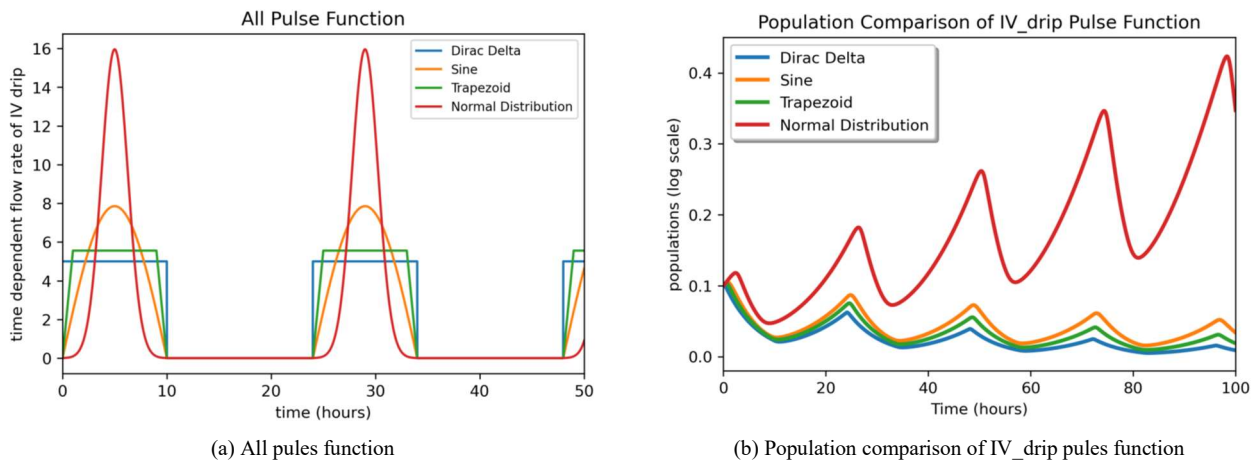 All Pulse Function
time dependent flow rate of IV drip
16
14
12
10
8
6
4
2
0
Dirac Delta
Sine
Trapezoid
Normal Distribution
0 10 20 30 40 50
time (hours)
(a) All pules function
Population Comparison of IV_drip Pulse Function
populations (log scale)
0.4
0.3
0.2
0.1
0.0
Dirac Delta
Sine
Trapezoid
Normal Distribution
0 20 40 60 80 100
Time (hours)
(b) Population comparison of IV_drip pules function